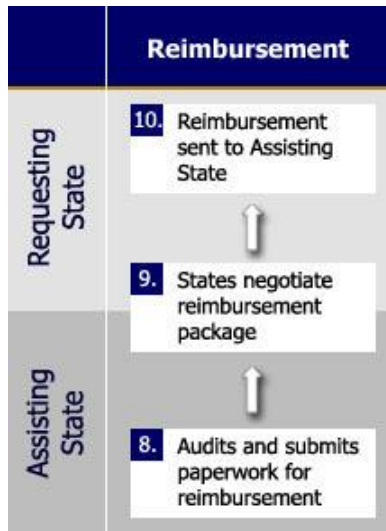 Reimbursement
Requesting
State
10. Reimbursement
sent to Assisting
State
9. States negotiate
reimbursement
package
Assisting
State
8. Audits and submits
paperwork for
reimbursement